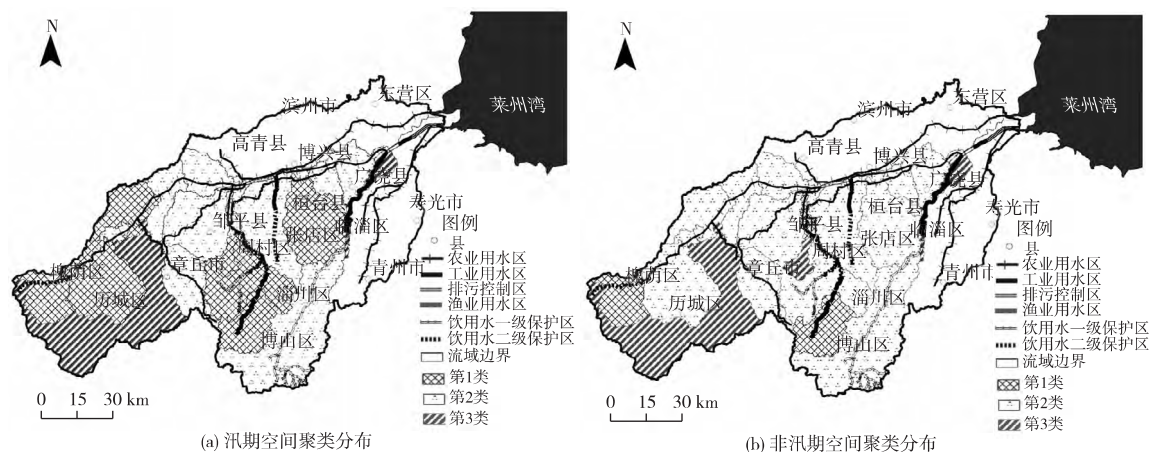 N
莱州湾
东营区
滨州市
高青县
博兴县
广饶县
寿光市
桓台县
邹平县
临淄区
张店区
周村区
青州市
章丘市
槐荫区
历城区
淄川区
博山区
图例
县
农业用水区
工业用水区
排污控制区
渔业用水区
饮用水一级保护区
饮用水二级保护区
流域边界
第1类
第2类
第3类
0 15 30 km
(a) 汛期空间聚类分布
N
莱州湾
东营区
滨州市
高青县
博兴县
广饶县
寿光市
桓台县
邹平县
临淄区
张店区
周村区
青州市
章丘市
槐荫区
历城区
淄川区
博山区
图例
县
农业用水区
工业用水区
排污控制区
渔业用水区
饮用水一级保护区
饮用水二级保护区
流域边界
第1类
第2类
第3类
0 15 30 km
(b) 非汛期空间聚类分布